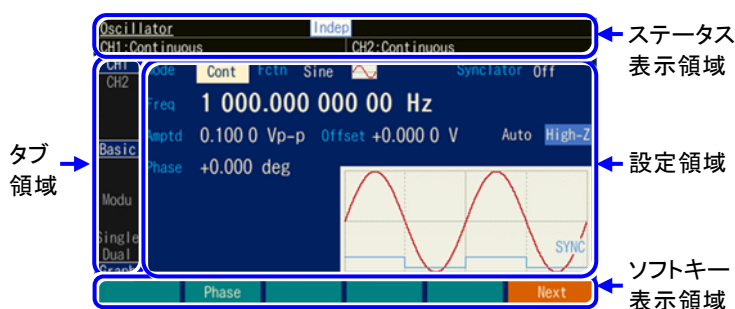 Oscillator Indep
CH1:Continuous CH2:Continuous
ステータス
表示領域
CH1
CH2
Basic
Modu
Single
Dual
Graph
タブ
領域
Mode Cont Fctn Sine Synclator Off
Freq 1 000.000 000 00 Hz
Amptd 0.100 0 Vp-p Offset +0.000 0 V Auto High-Z
Phase +0.000 deg
SYNC
設定領域
Phase Next
ソフトキー
表示領域